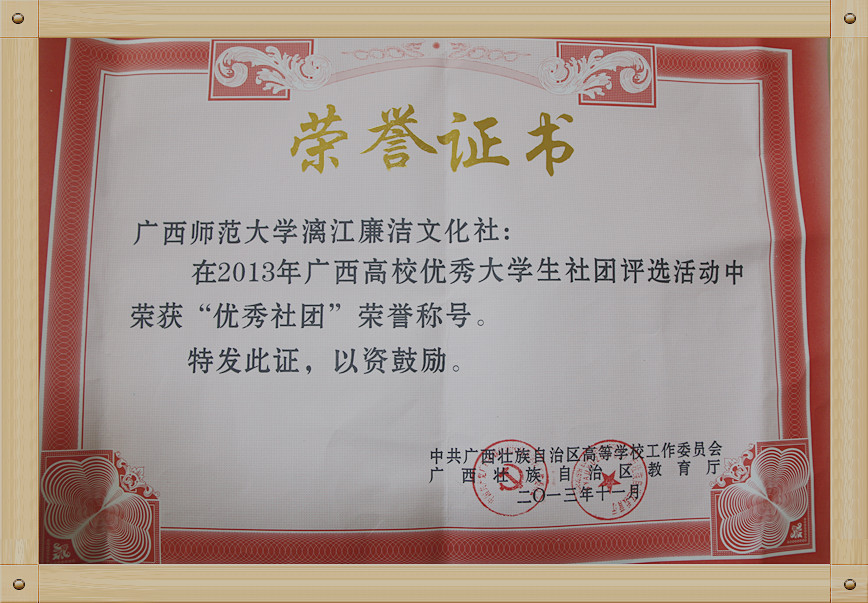 荣誉证书
广西师范大学漓江廉洁文化社：
在2013年广西高校优秀大学生社团评选活动中
荣获“优秀社团”荣誉称号。
特发此证，以资鼓励。
中共广西壮族自治区高等学校工作委员会
广西壮族自治区教育厅
二〇一三年十一月